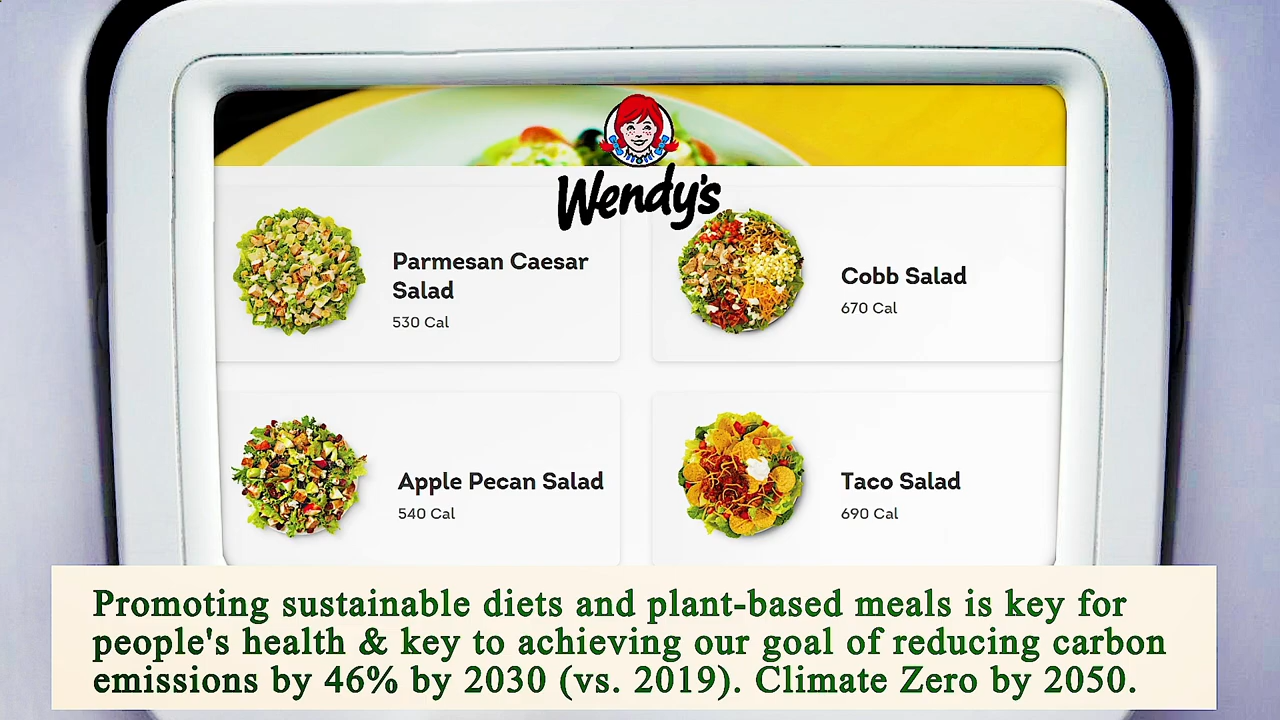 Wendy's
Parmesan Caesar
Salad
530 Cal
Cobb Salad
670 Cal
Apple Pecan Salad
540 Cal
Taco Salad
690 Cal
Promoting sustainable diets and plant-based meals is key for
people's health & key to achieving our goal of reducing carbon
emissions by 46% by 2030 (vs. 2019). Climate Zero by 2050.